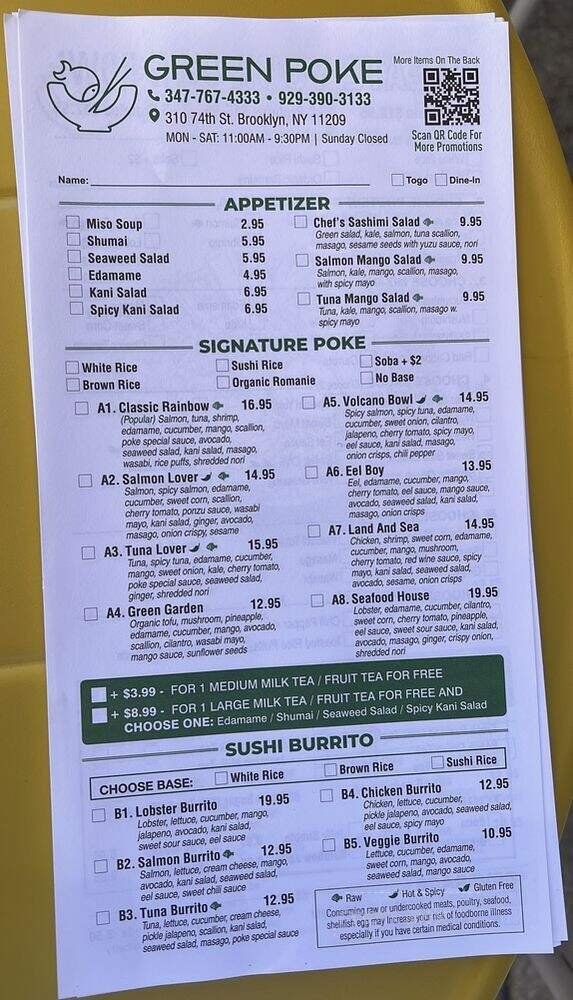 GREEN POKE
347-767-4333 • 929-390-3133
310 74th St. Brooklyn, NY 11209
MON - SAT: 11:00AM - 9:30PM | Sunday Closed
More Items On The Back
Scan QR Code For
More Promotions
Name:
Togo
Dine-In
APPETIZER
Miso Soup 2.95
Shumai 5.95
Seaweed Salad 5.95
Edamame 4.95
Kani Salad 6.95
Spicy Kani Salad 6.95
Chef's Sashimi Salad 9.95
Green salad, kale, salmon, tuna scallion,
masago, sesame seeds with yuzu sauce, nori
Salmon Mango Salad 9.95
Salmon, kale, mango, scallion, masago,
with spicy mayo
Tuna Mango Salad 9.95
Tuna, kale, mango, scallion, masago w.
spicy mayo
SIGNATURE POKE
White Rice
Sushi Rice
Soba + $2
Brown Rice
Organic Romanie
No Base
A1. Classic Rainbow 16.95
(Popular) Salmon, tuna, shrimp,
edamame, cucumber, mango, scallion,
poke special sauce, avocado,
seaweed salad, kani salad, masago,
wasabi, rice puffs, shredded nori
A2. Salmon Lover 14.95
Salmon, spicy salmon, edamame,
cucumber, sweet corn, scallion,
cherry tomato, ponzu sauce, wasabi
mayo, kani salad, ginger, avocado,
masago, onion crispy, sesame
A3. Tuna Lover 15.95
Tuna, spicy tuna, edamame, cucumber,
mango, sweet onion, kale, cherry tomato,
poke special sauce, seaweed salad,
ginger, shredded nori
A4. Green Garden 12.95
Organic tofu, mushroom, pineapple,
edamame, cucumber, mango, avocado,
scallion, cilantro, wasabi mayo,
mango sauce, sunflower seeds
A5. Volcano Bowl 14.95
Spicy salmon, spicy tuna, edamame,
cucumber, sweet onion, cilantro,
jalapeno, cherry tomato, spicy mayo,
eel sauce, kani salad, masago,
onion crisps, chili pepper
A6. Eel Boy 13.95
Eel, edamame, cucumber, mango,
cherry tomato, eel sauce, mango sauce,
avocado, seaweed salad, kani salad,
masago, onion crisps
A7. Land And Sea 14.95
Chicken, shrimp, sweet corn, edamame,
cucumber, mango, mushroom,
cherry tomato, red wine sauce, spicy
mayo, kani salad, seaweed salad,
avocado, sesame, onion crisps
A8. Seafood House 19.95
Lobster, edamame, cucumber, cilantro,
sweet corn, cherry tomato, pineapple,
eel sauce, sweet sour sauce, kani salad,
avocado, masago, ginger, crispy onion,
shredded nori
+ $3.99 - FOR 1 MEDIUM MILK TEA / FRUIT TEA FOR FREE
+ $8.99 - FOR 1 LARGE MILK TEA / FRUIT TEA FOR FREE AND
CHOOSE ONE: Edamame / Shumai / Seaweed Salad / Spicy Kani Salad
SUSHI BURRITO
CHOOSE BASE: White Rice Brown Rice Sushi Rice
B1. Lobster Burrito 19.95
Lobster, lettuce, cucumber, mango,
jalapeno, avocado, kani salad,
sweet sour sauce, eel sauce
B2. Salmon Burrito 12.95
Salmon, lettuce, cream cheese, mango,
avocado, kani salad, seaweed salad,
eel sauce, sweet chili sauce
B3. Tuna Burrito 12.95
Tuna, lettuce, cucumber, cream cheese,
pickle jalapeno, scallion, kani salad,
seaweed salad, masago, poke special sauce
B4. Chicken Burrito 12.95
Chicken, lettuce, cucumber,
pickle jalapeno, avocado, seaweed salad,
eel sauce, spicy mayo
B5. Veggie Burrito 10.95
Lettuce, cucumber, edamame,
sweet corn, mango, avocado,
seaweed salad, mango sauce
Raw Hot & Spicy Gluten Free
Consuming raw or undercooked meats, poultry, seafood,
shellfish egg may increase your risk of foodborne illness
especially if you have certain medical conditions.